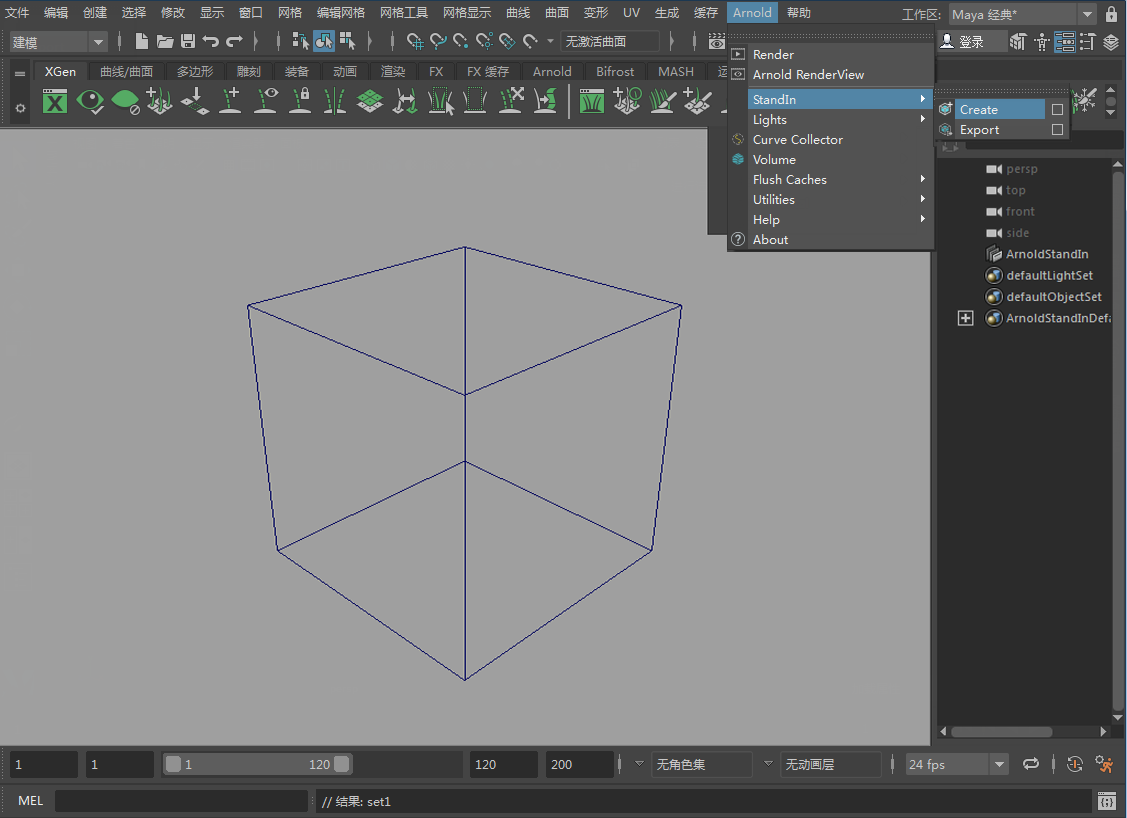 文件 编辑 创建 选择 修改 显示 窗口 网格 编辑网格 网格工具 网格显示 曲线 曲面 变形 UV 生成 缓存 Arnold 帮助 工作区: Maya 经典*
建模 无激活曲面 登录
XGen 曲线/曲面 多边形 雕刻 装备 动画 渲染 FX FX 缓存 Arnold Bifrost MASH 运
Render
Arnold RenderView
StandIn
Lights
Curve Collector
Volume
Flush Caches
Utilities
Help
About
Create
Export
persp
top
front
side
ArnoldStandIn
defaultLightSet
defaultObjectSet
ArnoldStandInDefa
1 1 1 120 120 200 无角色集 无动画层 24 fps
MEL // 结果: set1